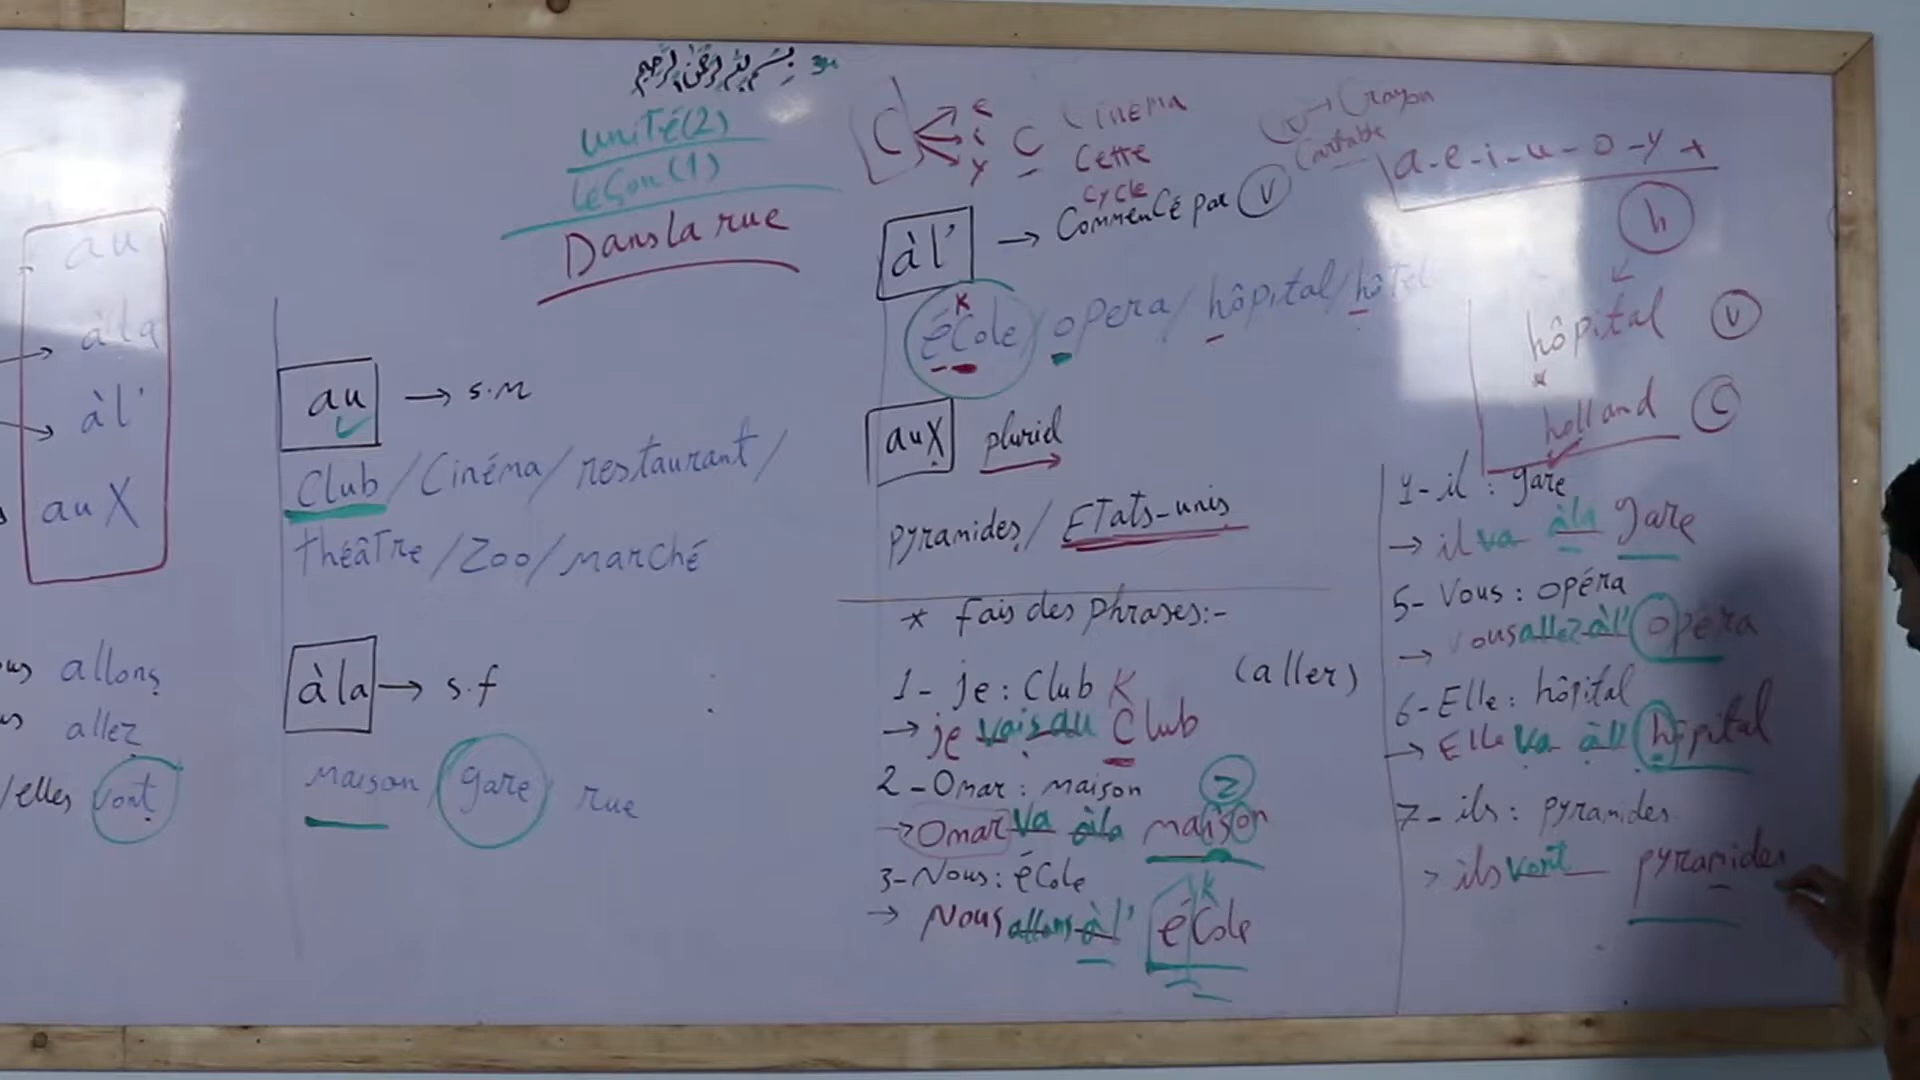 بسم الله الرحمن الرحيم
unité(2)
leçon(1)
Dans la rue
au
à la
à l'
auX
allons
allez
/elles vont
au → s.m
Club / Cinéma / restaurant /
théâtre / Zoo / marché
à la → s.f
maison / gare / rue
C e i y C Cinema
Cette
Cycle
Crayon
Cartable
a-e-i-u-o-y
h
à l' → CommenCé par V
K
éCole / opera / hôpital / hôtel
hôpital V
holland C
auX pluriel
pyramides / ETats-unis
* fais des phrases:-
(aller)
1- je : Club K
→ je vais au Club
2 - Omar : maison Z
→ Omar va à la maison
3- Nous : éCole
K
→ Nous allons à l' éCole
il : gare
→ il va à la gare
5- Vous : opéra
→ vous allez à l' opéra
6- Elle : hôpital
→ Elle va à l' hôpital
7- ils : pyramides
> ils vont pyramides